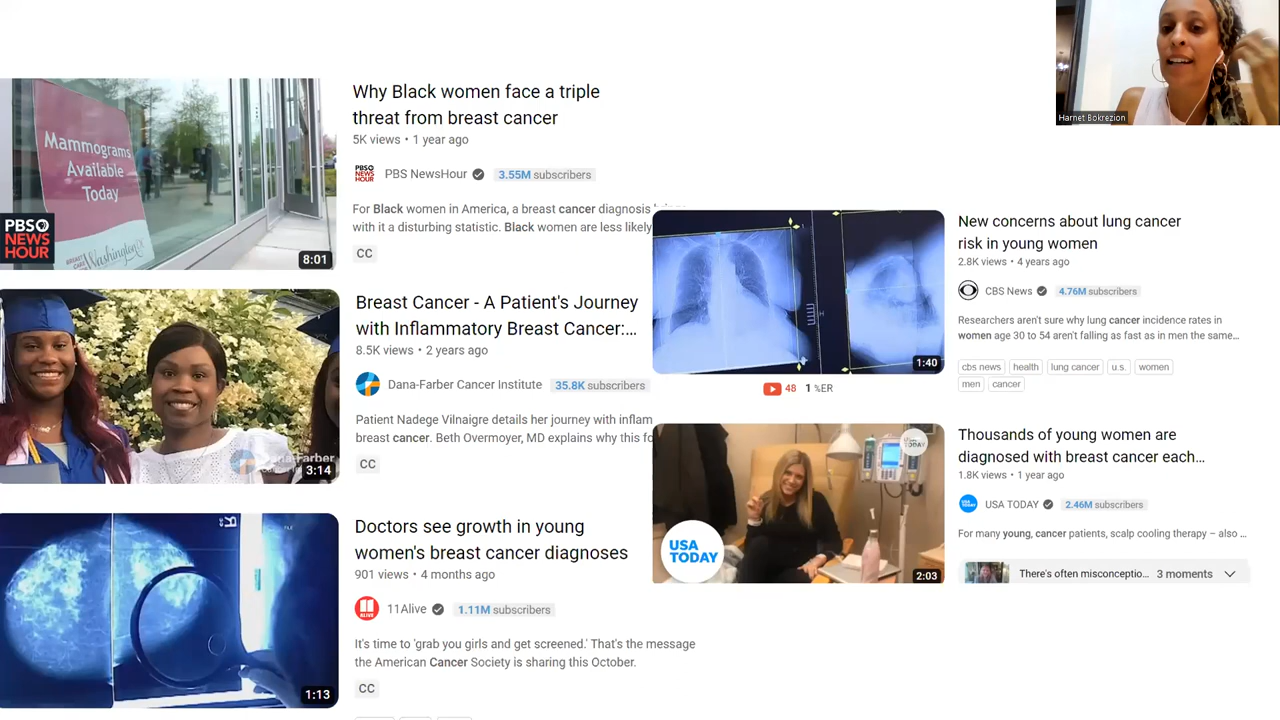 Mammograms
Available
Today
Washington
PBS
NEWS
HOUR
8:01
Why Black women face a triple
threat from breast cancer
5K views • 1 year ago
PBS
NEWS
HOUR
PBS NewsHour
3.55M subscribers
For Black women in America, a breast cancer diagnosis
with it a disturbing statistic. Black women are less likely
CC
3:14
Breast Cancer - A Patient's Journey
with Inflammatory Breast Cancer:...
8.5K views • 2 years ago
Dana-Farber Cancer Institute
35.8K subscribers
Patient Nadege Vilnaigre details her journey with inflam
breast cancer. Beth Overmoyer, MD explains why this fo
CC
1:13
Doctors see growth in young
women's breast cancer diagnoses
901 views • 4 months ago
11Alive
1.11M subscribers
It's time to 'grab you girls and get screened.' That's the message
the American Cancer Society is sharing this October.
CC
Harnet Bokrezion
1:40
48 1 %ER
New concerns about lung cancer
risk in young women
2.8K views • 4 years ago
CBS News
4.76M subscribers
Researchers aren't sure why lung cancer incidence rates in
women age 30 to 54 aren't falling as fast as in men the same...
cbs news health lung cancer u.s. women
men cancer
USA
TODAY
2:03
Thousands of young women are
diagnosed with breast cancer each...
1.8K views • 1 year ago
USA TODAY
2.46M subscribers
For many young, cancer patients, scalp cooling therapy – also ...
There's often misconceptio... 3 moments